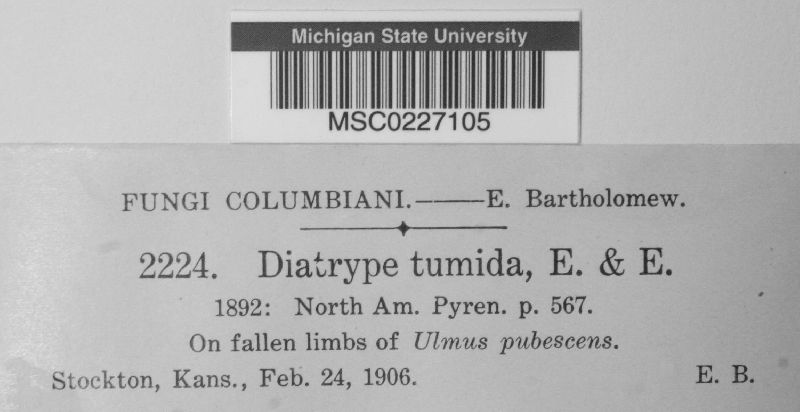 Michigan State University
MSC0227105
FUNGI COLUMBIANI.——E. Bartholomew.
2224. Diatrype tumida, E. & E.
1892: North Am. Pyren. p. 567.
On fallen limbs of Ulmus pubescens.
Stockton, Kans., Feb. 24, 1906. E. B.